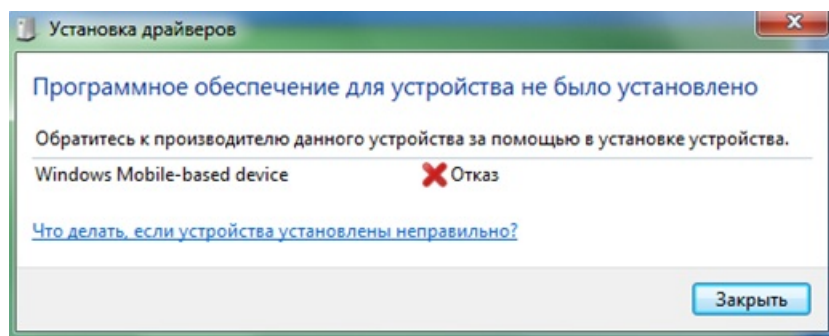 Установка драйверов
Программное обеспечение для устройства не было установлено
Обратитесь к производителю данного устройства за помощью в установке устройства.
Windows Mobile-based device Отказ
Что делать, если устройства установлены неправильно?
Закрыть